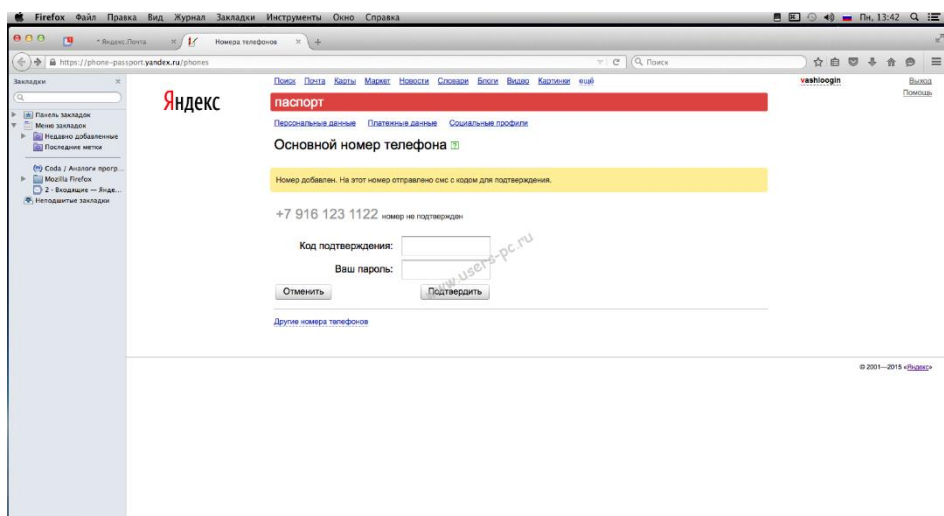 Firefox Файл Правка Вид Журнал Закладки Инструменты Окно Справка Пн, 13:42
* Яндекс.Почта Номера телефонов
https://phone-passport.yandex.ru/phones Поиск
Закладки
Панель закладок
Меню закладок
Недавно добавленные
Последние метки
Coda / Аналоги прогр...
Mozilla Firefox
2 - Входящие — Янде...
Неподшитые закладки
Поиск Почта Карты Маркет Новости Словари Блоги Видео Картинки ещё
vashloogin Выход
Помощь
Яндекс
паспорт
Персональные данные Платежные данные Социальные профили
Основной номер телефона ?
Номер добавлен. На этот номер отправлено смс с кодом для подтверждения.
+7 916 123 1122 номер не подтвержден
Код подтверждения:
Ваш пароль:
www.users-pc.ru
Отменить Подтвердить
Другие номера телефонов
© 2001—2015 «Яндекс»